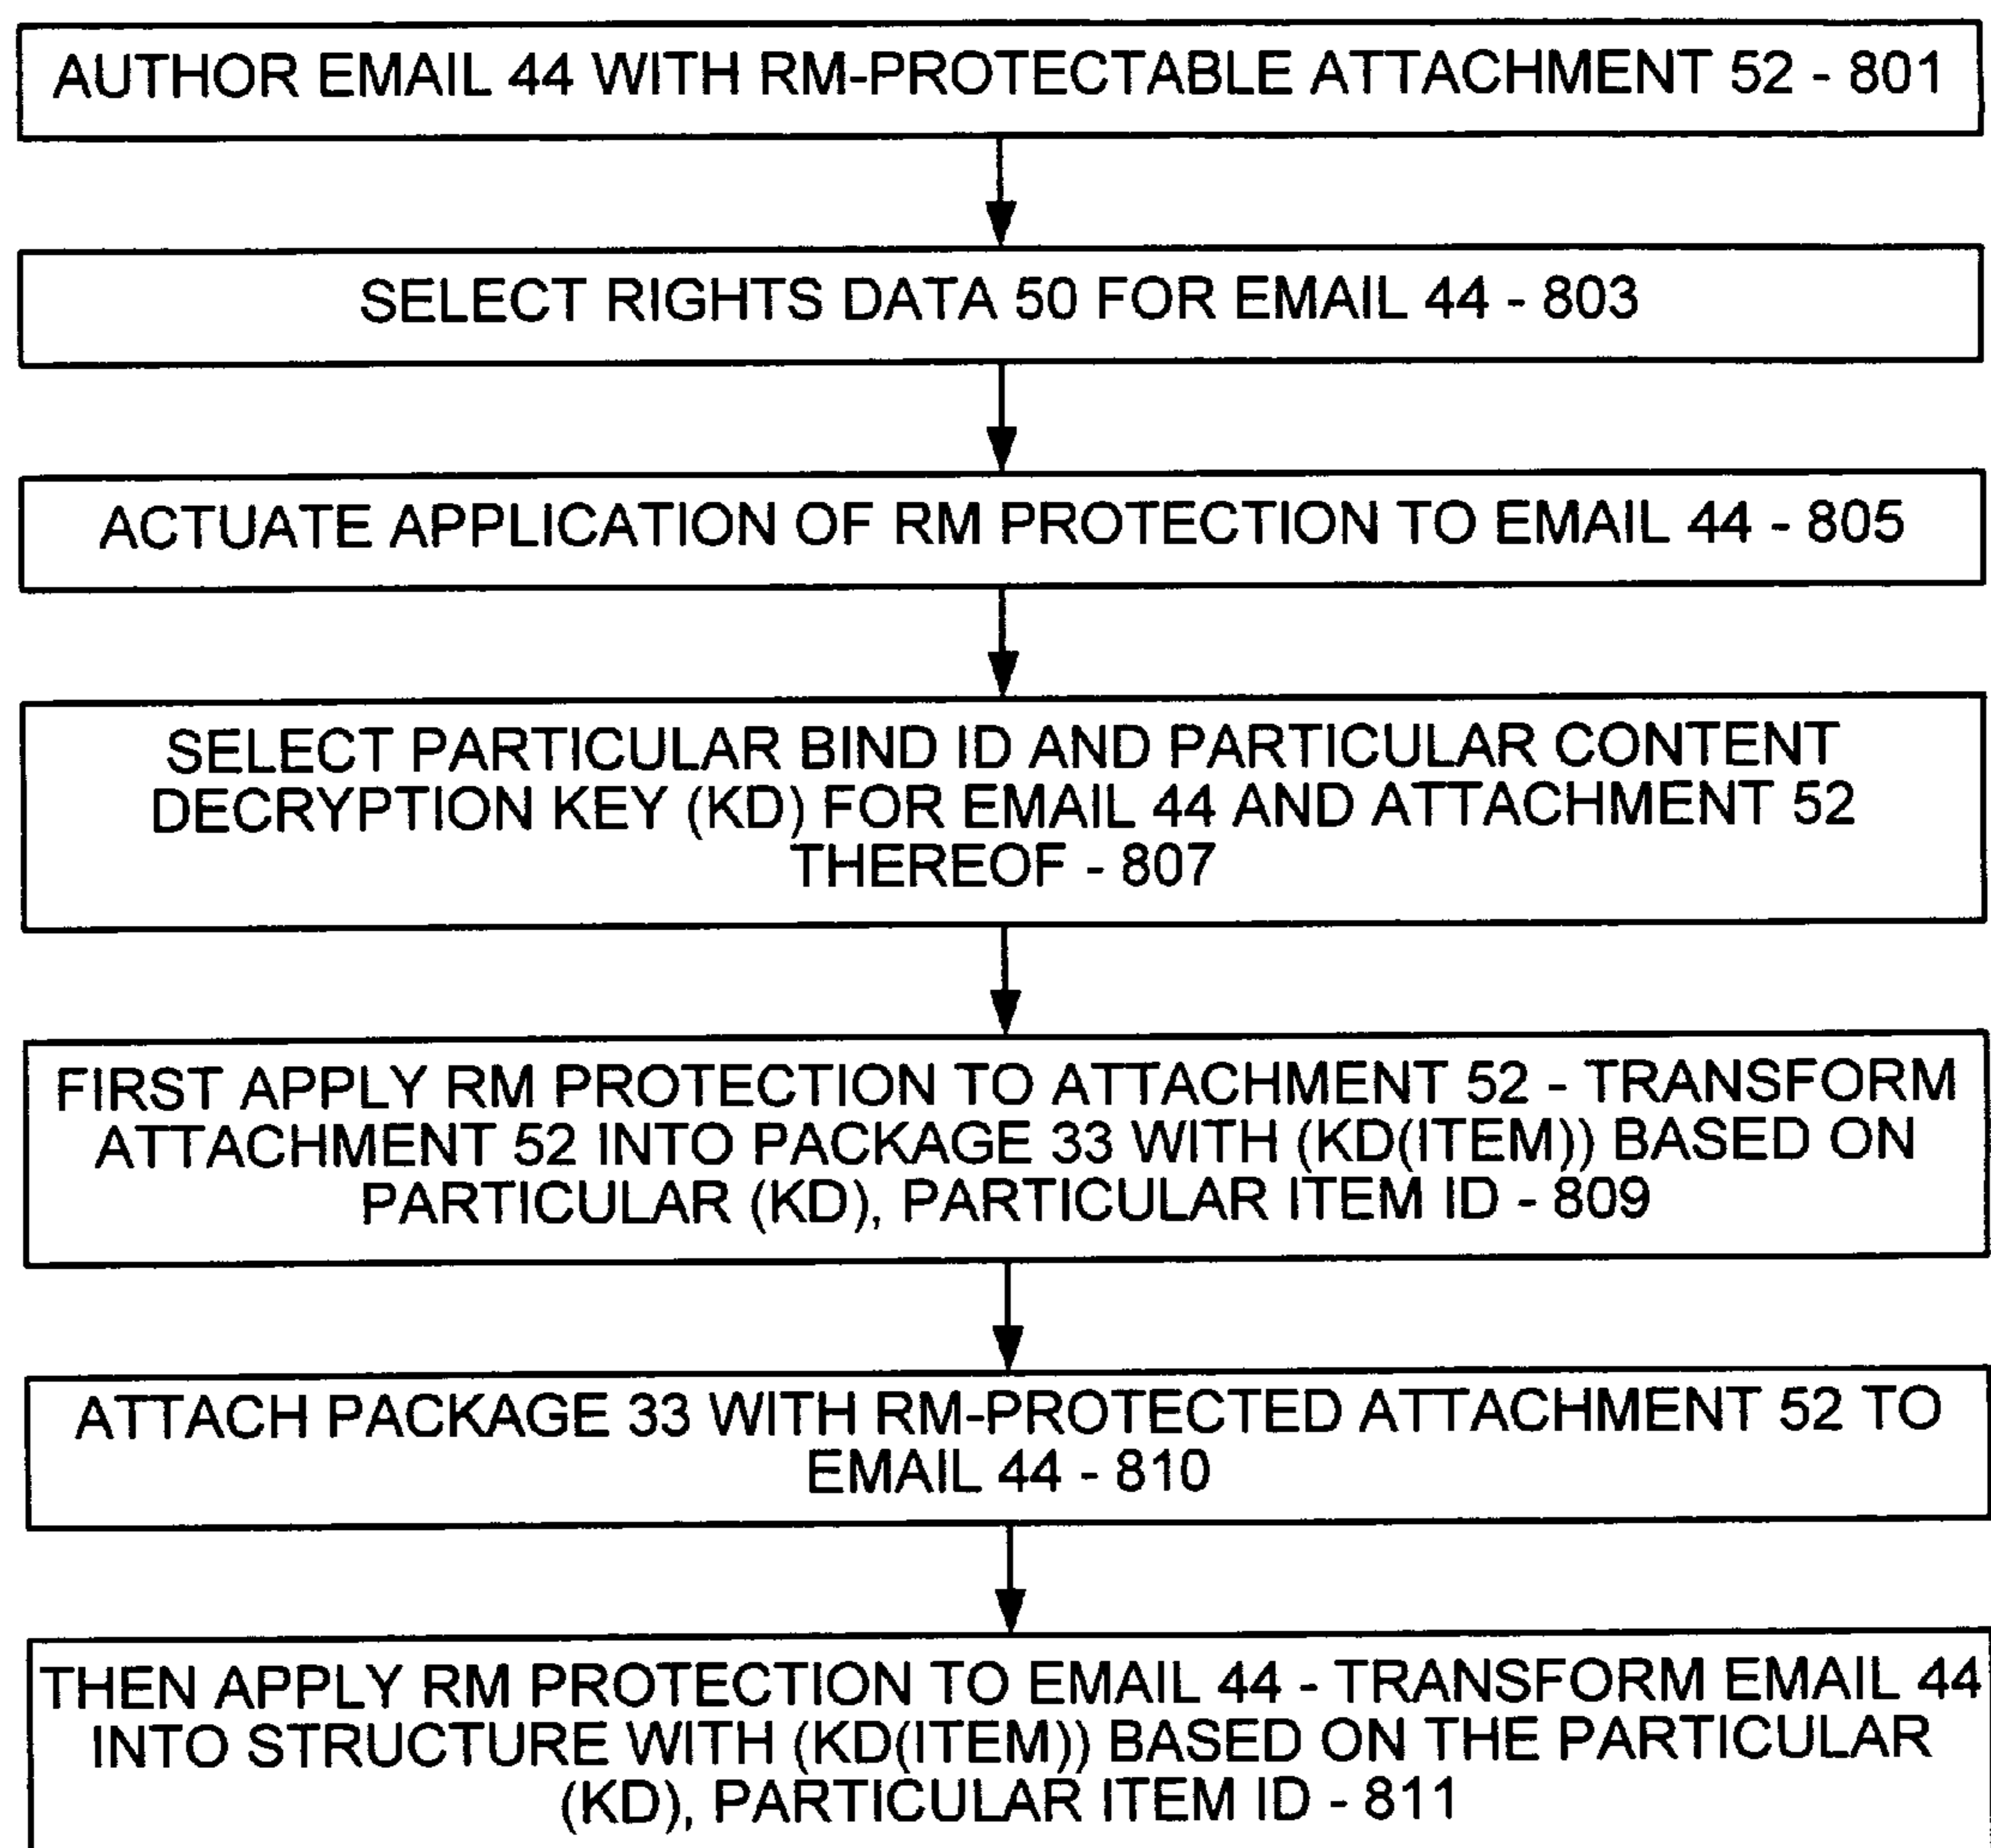 AUTHOR EMAIL 44 WITH RM-PROTECTABLE ATTACHMENT 52 - 801
SELECT RIGHTS DATA 50 FOR EMAIL 44 - 803
ACTUATE APPLICATION OF RM PROTECTION TO EMAIL 44 - 805
SELECT PARTICULAR BIND ID AND PARTICULAR CONTENT
DECRYPTION KEY (KD) FOR EMAIL 44 AND ATTACHMENT 52
THEREOF - 807
FIRST APPLY RM PROTECTION TO ATTACHMENT 52 - TRANSFORM
ATTACHMENT 52 INTO PACKAGE 33 WITH (KD(ITEM)) BASED ON
PARTICULAR (KD), PARTICULAR ITEM ID - 809
ATTACH PACKAGE 33 WITH RM-PROTECTED ATTACHMENT 52 TO
EMAIL 44 - 810
THEN APPLY RM PROTECTION TO EMAIL 44 - TRANSFORM EMAIL 44
INTO STRUCTURE WITH (KD(ITEM)) BASED ON THE PARTICULAR
(KD), PARTICULAR ITEM ID - 811